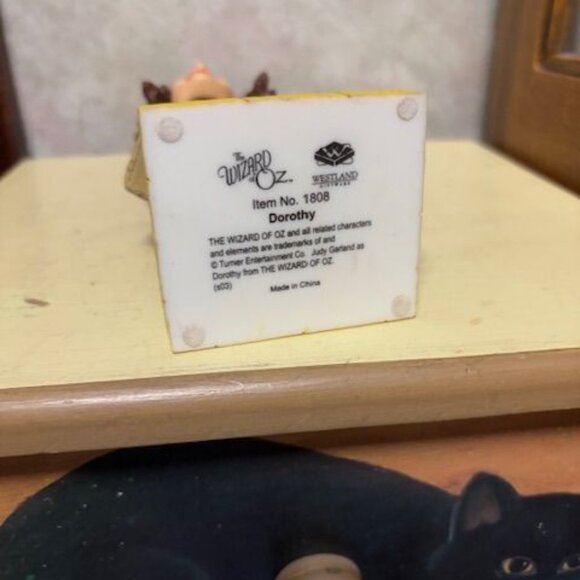 The
WIZARD
of OZ™
WESTLAND
GIFTWARE
Item No. 1808
Dorothy
THE WIZARD OF OZ and all related characters
and elements are trademarks of and
© Turner Entertainment Co. Judy Garland as
Dorothy from THE WIZARD OF OZ.
(s03)
Made in China